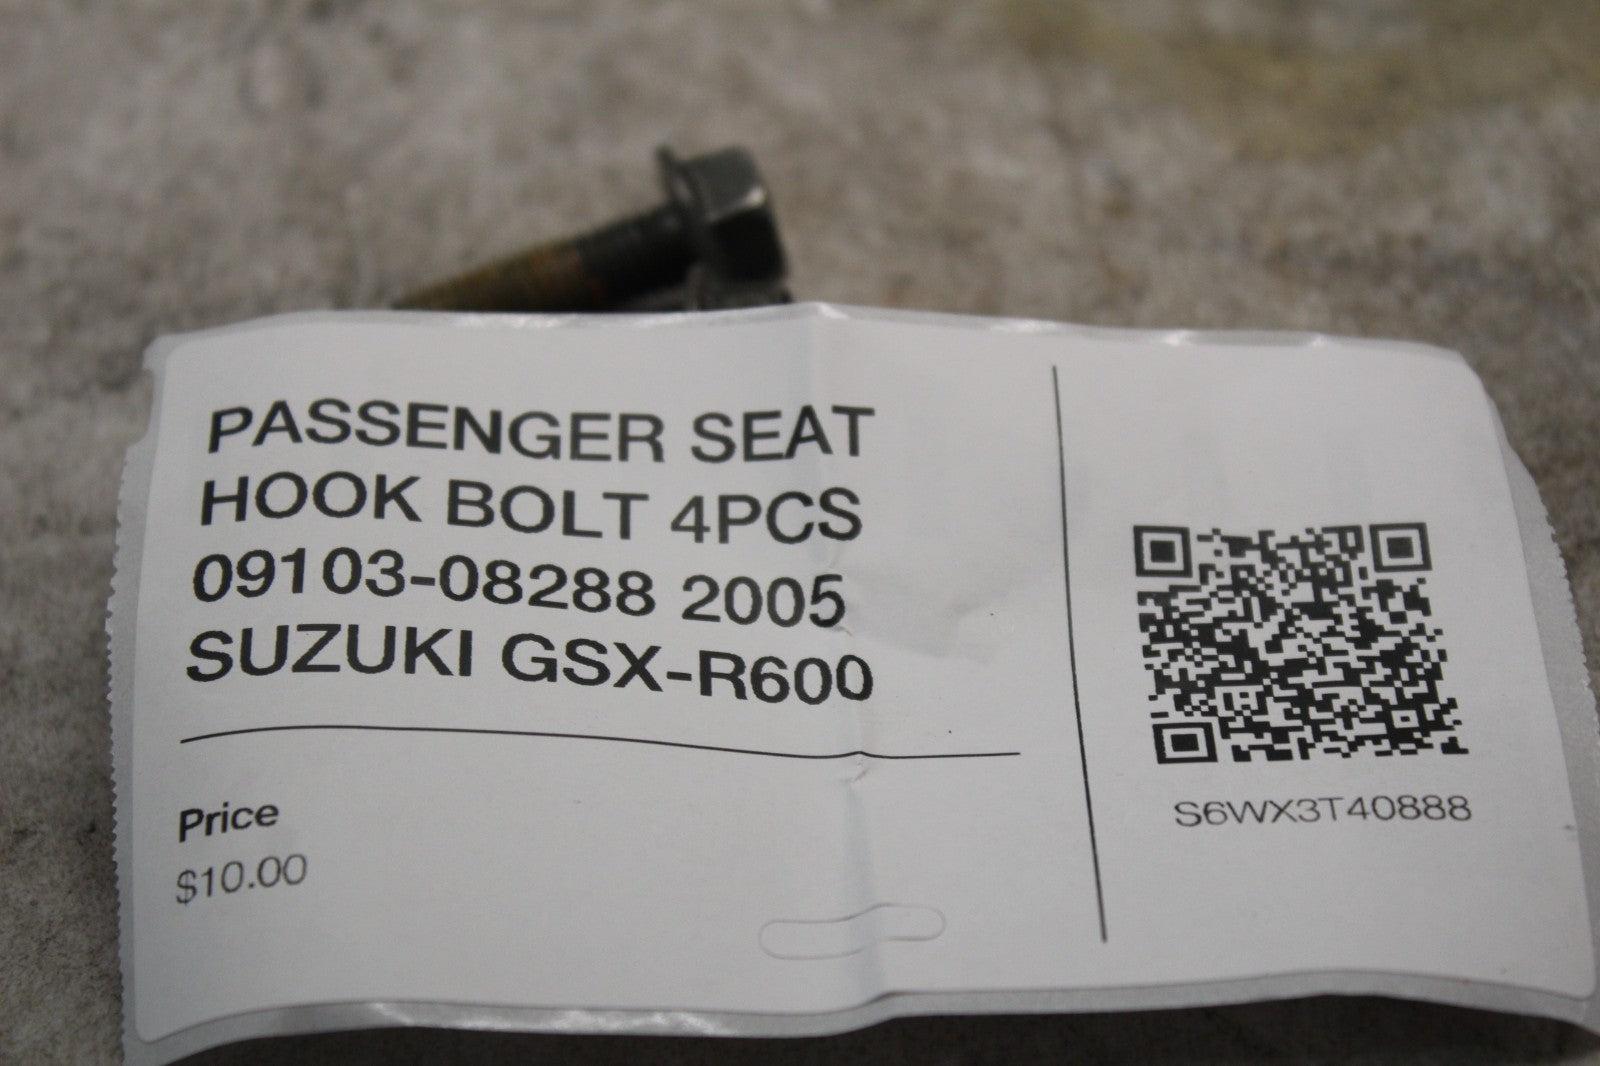 PASSENGER SEAT
HOOK BOLT 4PCS
09103-08288 2005
SUZUKI GSX-R600
Price
$10.00
S6WX3T40888